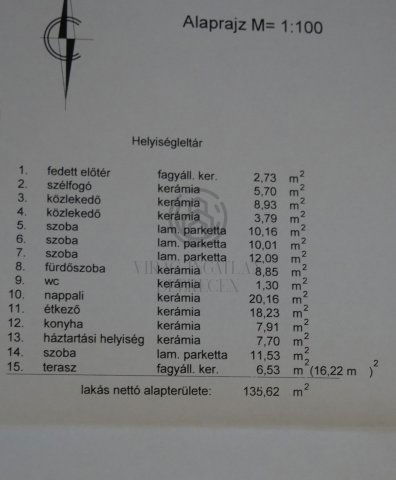 Alaprajz M= 1:100
Helyiségleltár
1. fedett előtér fagyáll. ker. 2,73 m²
2. szélfogó kerámia 5,70 m²
3. közlekedő kerámia 8,93 m²
4. közlekedő kerámia 3,79 m²
5. szoba lam. parketta 10,16 m²
6. szoba lam. parketta 10,01 m²
7. szoba lam. parketta 12,09 m²
8. fürdőszoba kerámia 8,85 m²
9. wc kerámia 1,30 m²
10. nappali kerámia 20,16 m²
11. étkező kerámia 18,23 m²
12. konyha kerámia 7,91 m²
13. háztartási helyiség kerámia 7,70 m²
14. szoba lam. parketta 11,53 m²
15. terasz fagyáll. ker. 6,53 m²(16,22 m )²
lakás nettó alapterülete: 135,62 m²